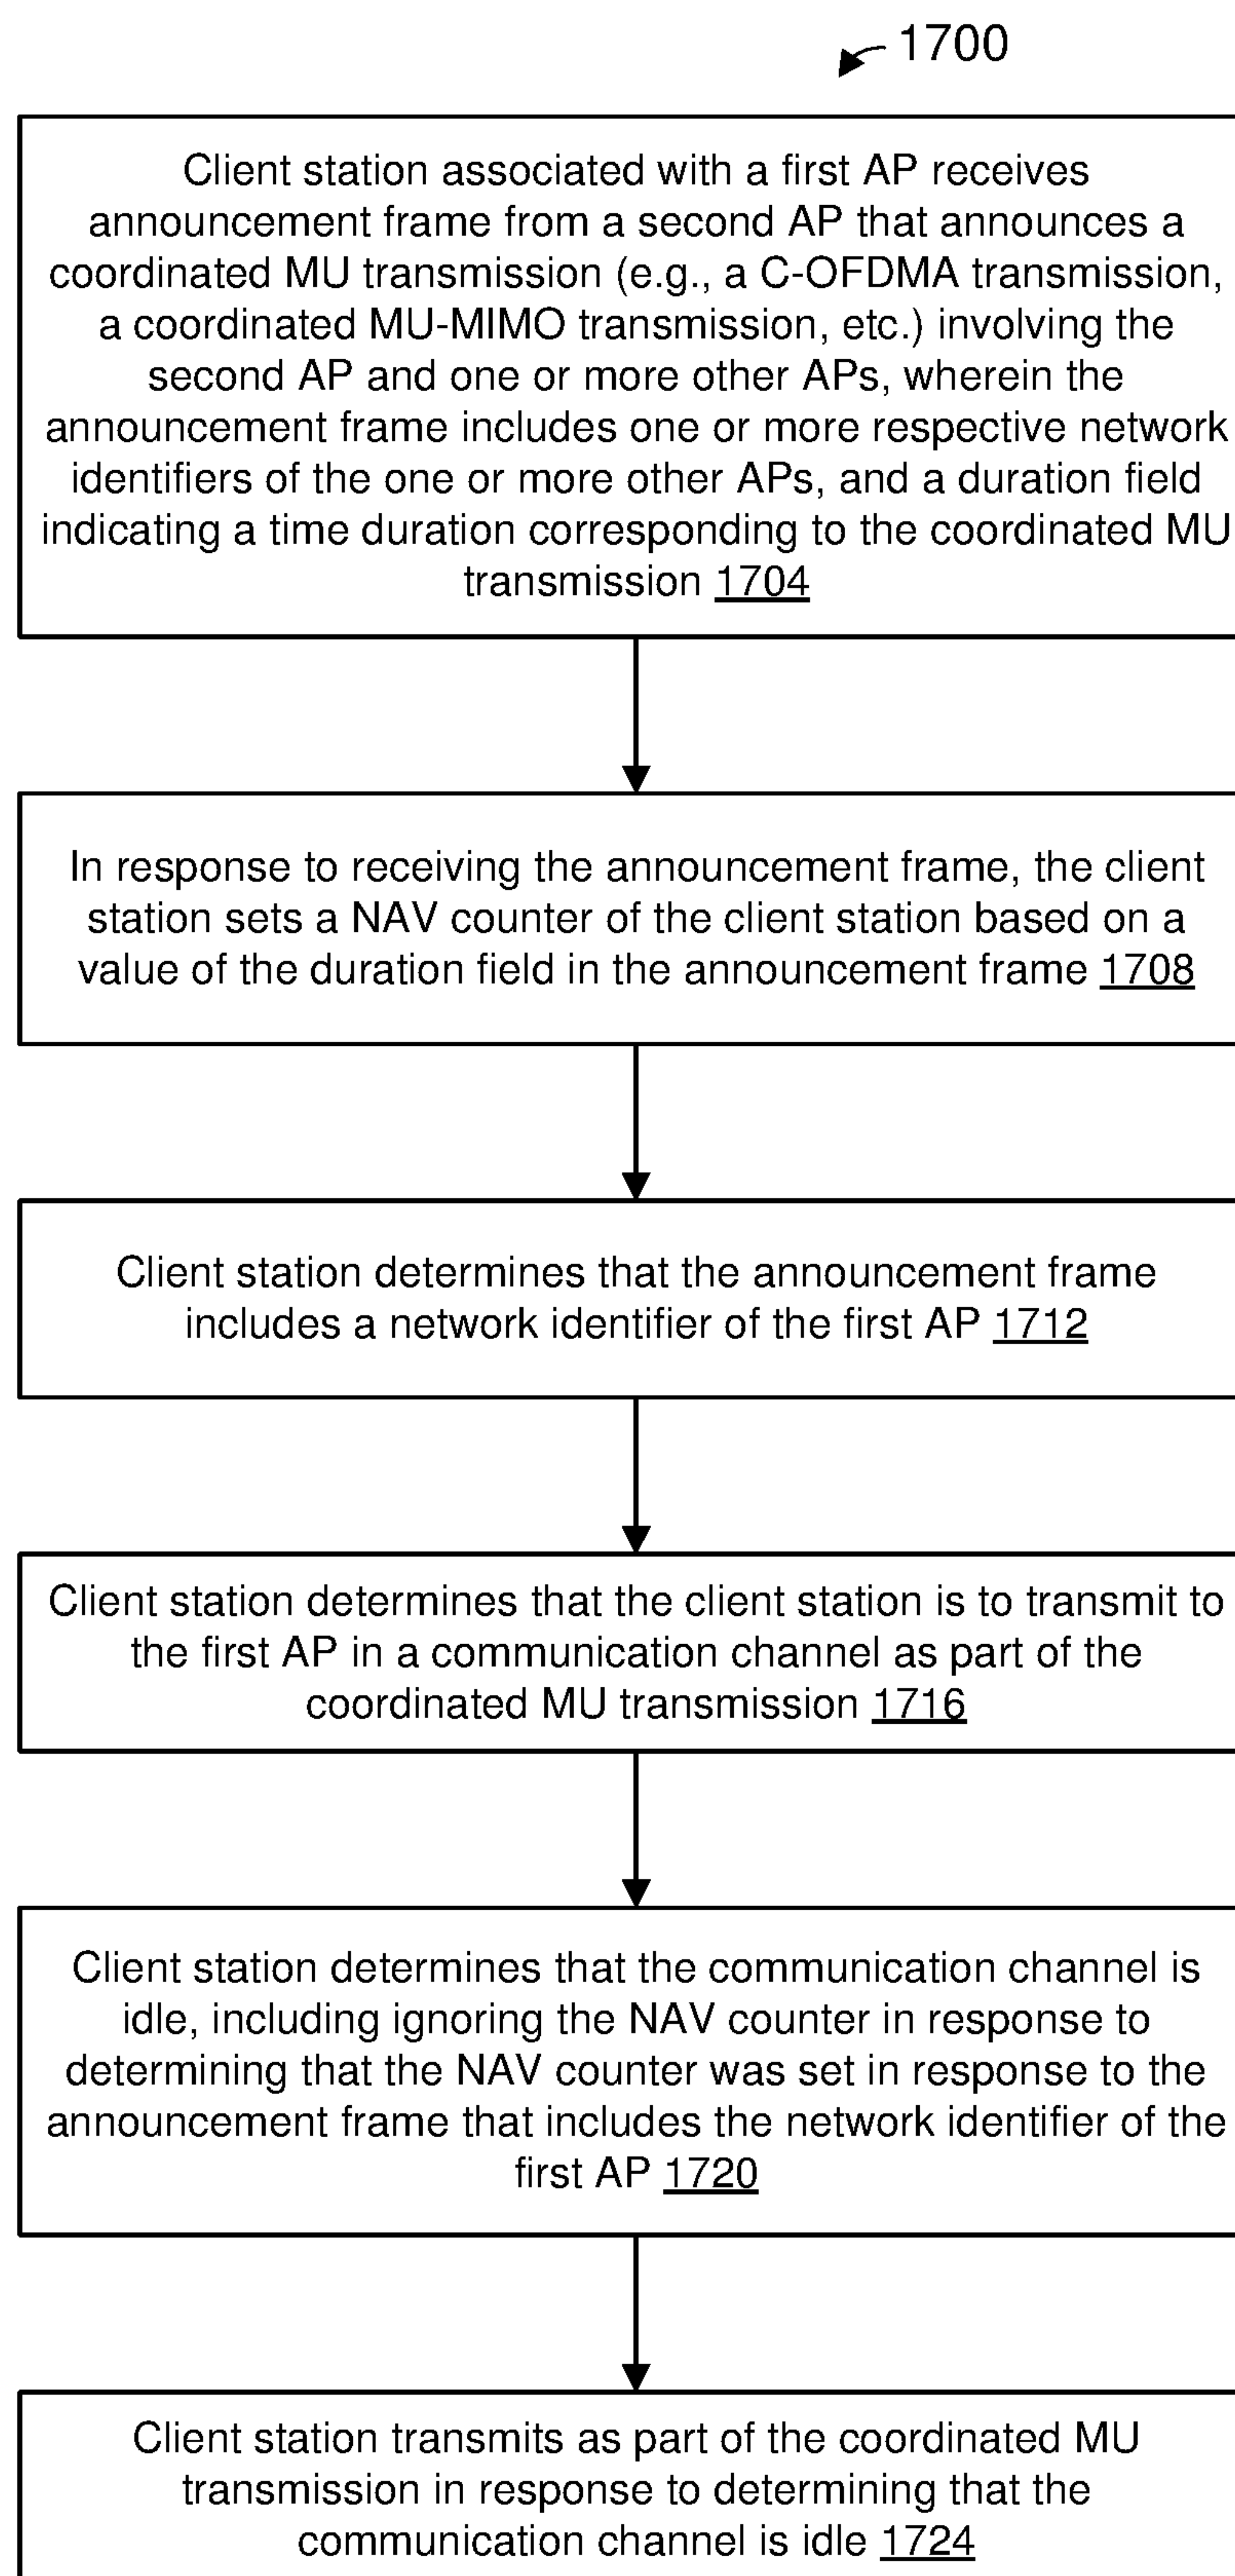 1700
Client station associated with a first AP receives
announcement frame from a second AP that announces a
coordinated MU transmission (e.g., a C-OFDMA transmission,
a coordinated MU-MIMO transmission, etc.) involving the
second AP and one or more other APs, wherein the
announcement frame includes one or more respective network
identifiers of the one or more other APs, and a duration field
indicating a time duration corresponding to the coordinated MU
transmission 1704
In response to receiving the announcement frame, the client
station sets a NAV counter of the client station based on a
value of the duration field in the announcement frame 1708
Client station determines that the announcement frame
includes a network identifier of the first AP 1712
Client station determines that the client station is to transmit to
the first AP in a communication channel as part of the
coordinated MU transmission 1716
Client station determines that the communication channel is
idle, including ignoring the NAV counter in response to
determining that the NAV counter was set in response to the
announcement frame that includes the network identifier of the
first AP 1720
Client station transmits as part of the coordinated MU
transmission in response to determining that the
communication channel is idle 1724